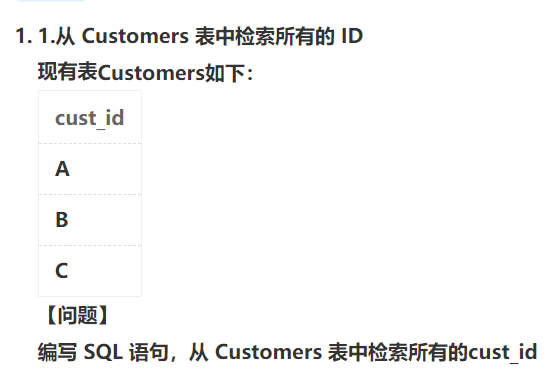 1. 1.从 Customers 表中检索所有的 ID
现有表Customers如下：
cust_id
A
B
C
【问题】
编写 SQL 语句，从 Customers 表中检索所有的cust_id